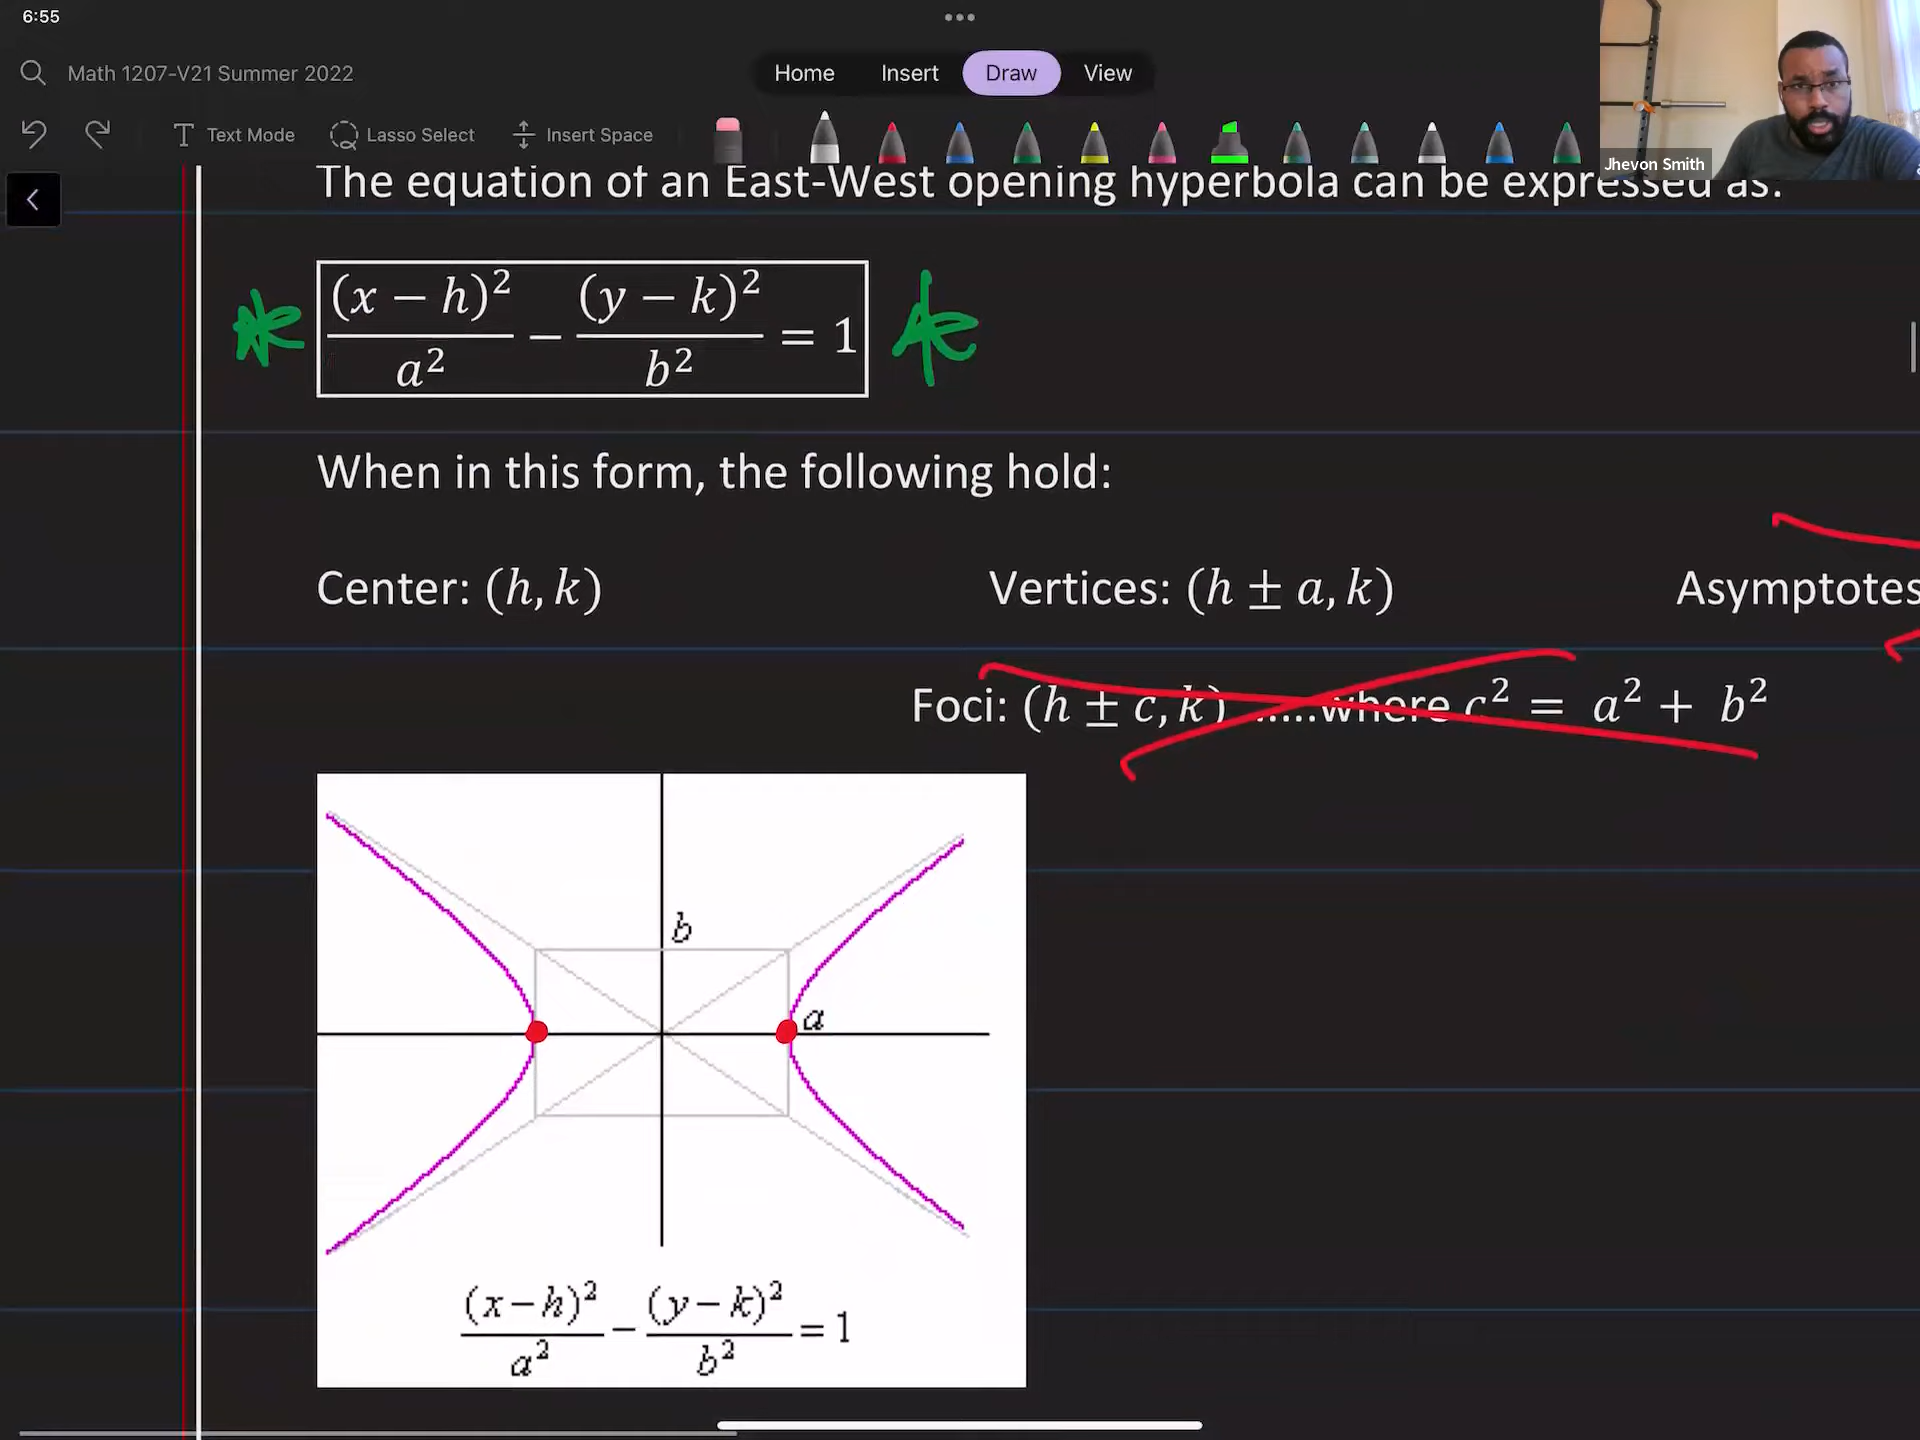 6:55
Math 1207-V21 Summer 2022
Home Insert Draw View
Text Mode Lasso Select Insert Space
Jhevon Smith
The equation of an East-West opening hyperbola can be expressed as:
(x − h)²/a² − (y − k)²/b² = 1
When in this form, the following hold:
Center: (h, k) Vertices: (h ± a, k) Asymptotes
Foci: (h ± c, k) ......where c² = a² + b²
b
a
(x−h)²/a² − (y−k)²/b² = 1